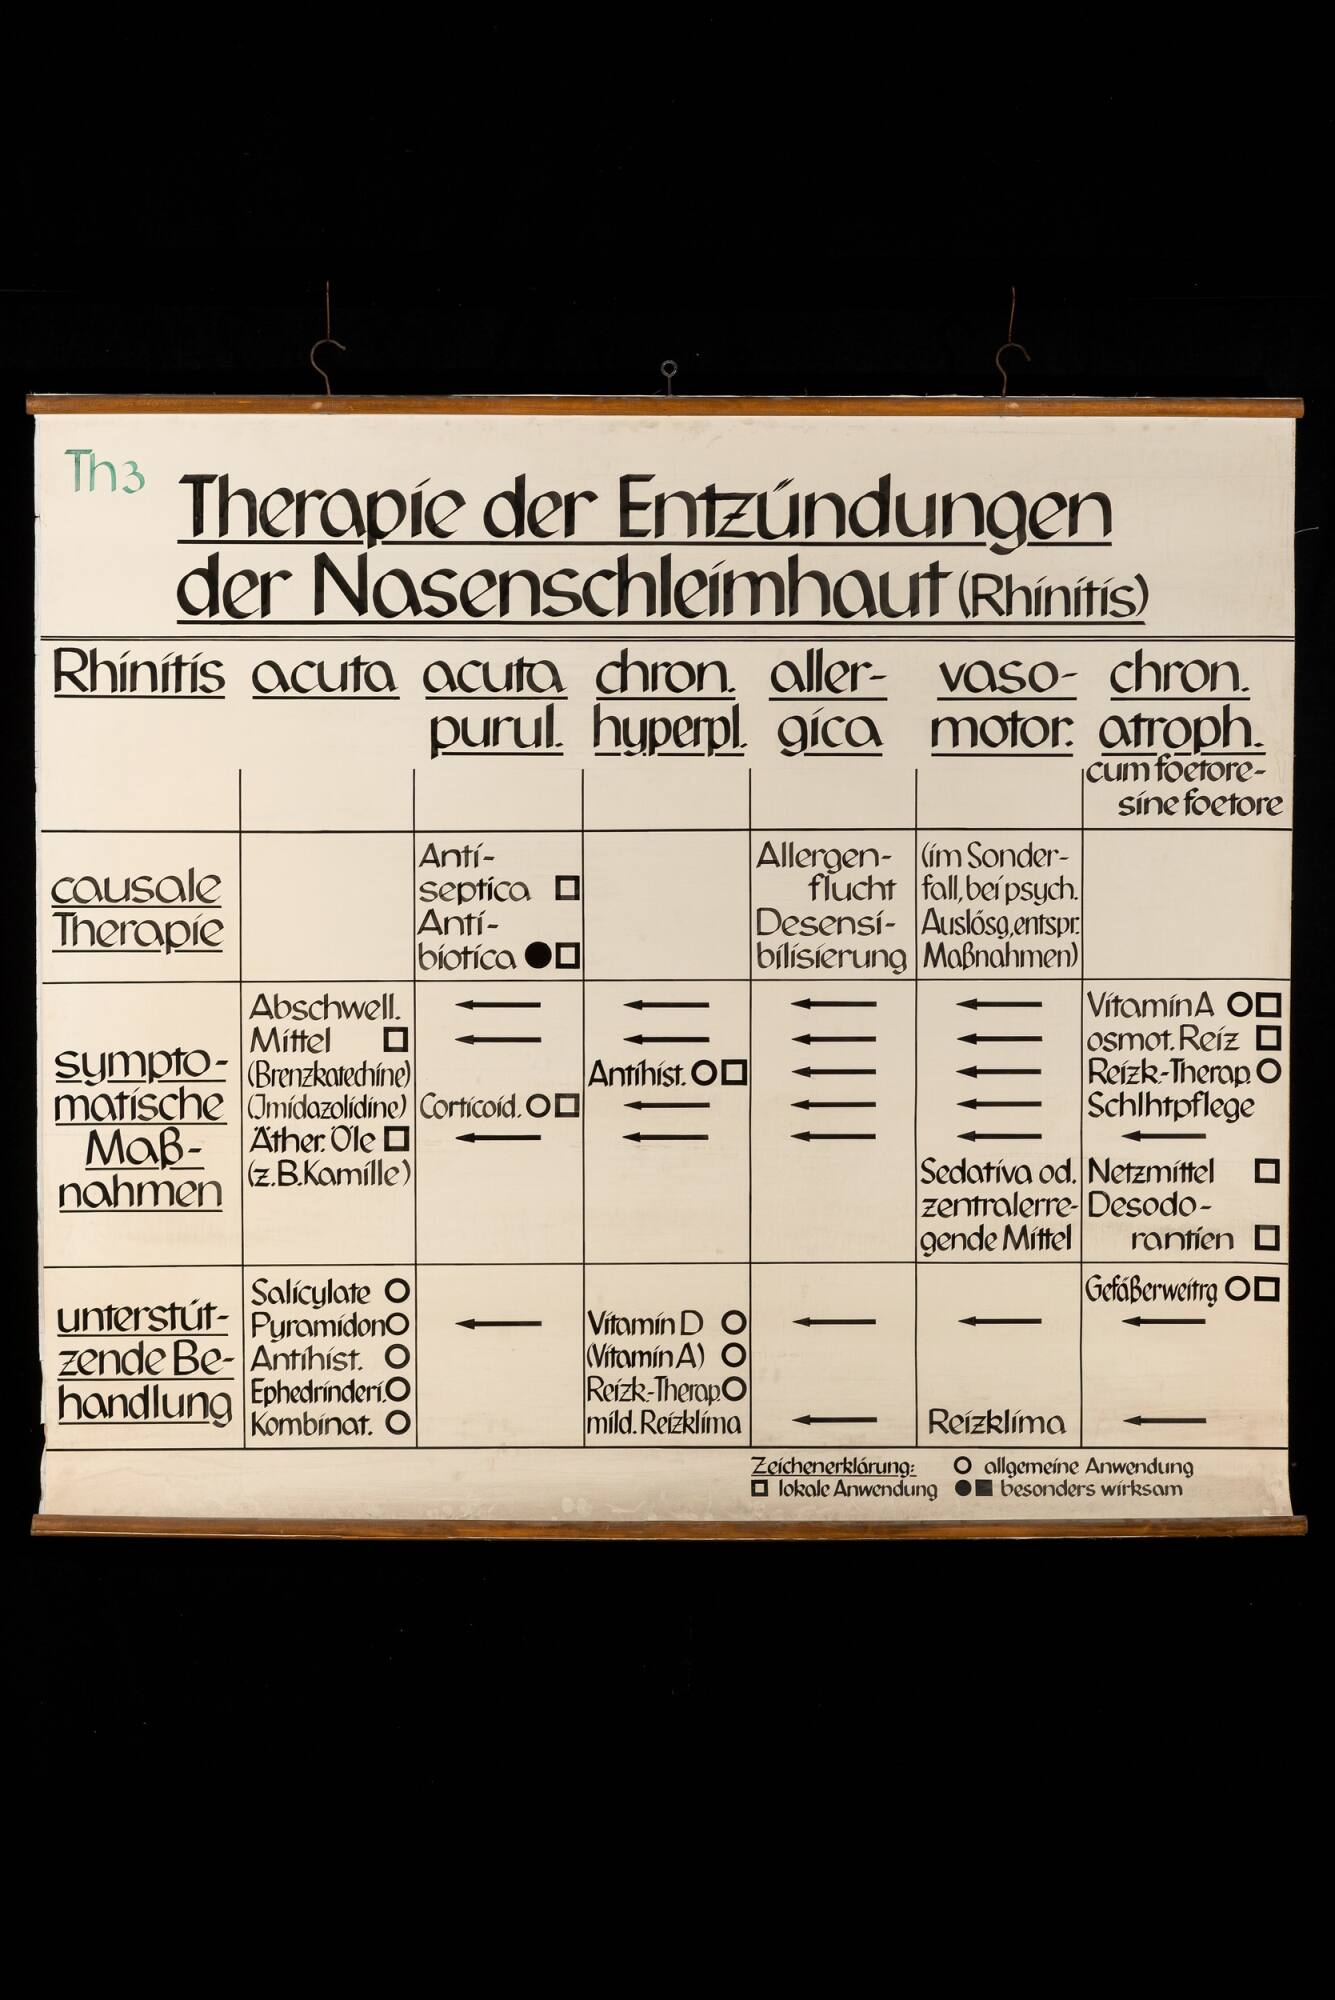 Th3
Therapie der Entzündungen
der Nasenschleimhaut (Rhinitis)
Rhinitis
acuta
acuta
purul.
chron.
hyperpl.
aller-
gica
vaso-
motor.
chron.
atroph.
cum foetore-
sine foetore
causale
Therapie
Anti-
septica □
Anti-
biotica ●□
Allergen-
flucht
Desensi-
bilisierung
(im Sonder-
fall, bei psych.
Auslösg, entspr.
Maßnahmen)
sympto-
matische
Maß-
nahmen
Abschwell.
Mittel □
(Brenzkatechine)
(Imidazolidine)
Äther. Öle □
(z.B. Kamille)
←
←
Corticoid. ○□
←
←
←
Antihist. ○□
←
←
←
←
←
←
←
←
←
←
←
←
Sedativa od.
zentralerre-
gende Mittel
Vitamin A ○□
osmot. Reiz □
Reizk.-Therap. ○
Schlhtpflege
←
Netzmittel □
Desodo-
rantien □
unterstüt-
zende Be-
handlung
Salicylate ○
Pyramidon ○
Antihist. ○
Ephedrinderi. ○
Kombinat. ○
←
Vitamin D ○
(Vitamin A) ○
Reizk.-Therap. ○
mild. Reizklima
←
←
←
Reizklima
Gefäßerweitrg ○□
←
←
Zeichenerklärung: ○ allgemeine Anwendung
□ lokale Anwendung ●■ besonders wirksam